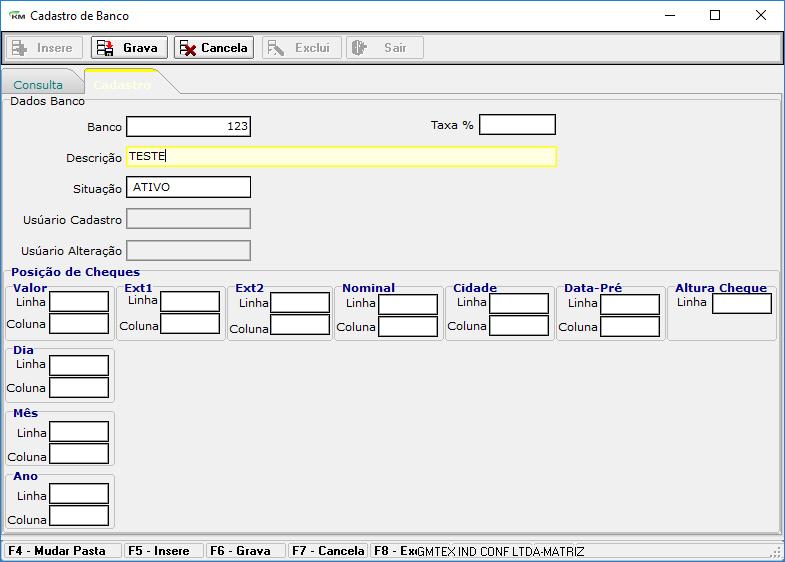 KM Cadastro de Banco
Insere Grava Cancela Exclui Sair
Consulta Cadastro
Dados Banco
Banco 123 Taxa %
Descrição TESTE
Situação ATIVO
Usúario Cadastro
Usúario Alteração
Posição de Cheques
Valor Ext1 Ext2 Nominal Cidade Data-Pré Altura Cheque
Linha Linha Linha Linha Linha Linha Linha
Coluna Coluna Coluna Coluna Coluna Coluna
Dia
Linha
Coluna
Mês
Linha
Coluna
Ano
Linha
Coluna
F4 - Mudar Pasta F5 - Insere F6 - Grava F7 - Cancela F8 - Exc GMTEX IND CONF LTDA-MATRIZ